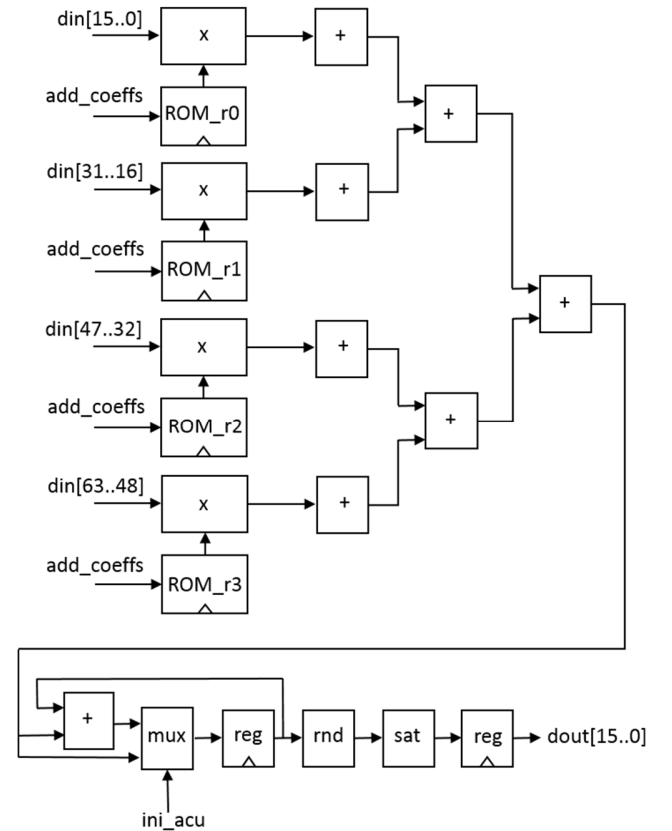 din[15..0]
x
+
add_coeffs
ROM_r0
+
din[31..16]
x
+
add_coeffs
ROM_r1
+
din[47..32]
x
+
add_coeffs
ROM_r2
+
din[63..48]
x
+
add_coeffs
ROM_r3
+
mux
reg
rnd
sat
reg
dout[15..0]
ini_acu